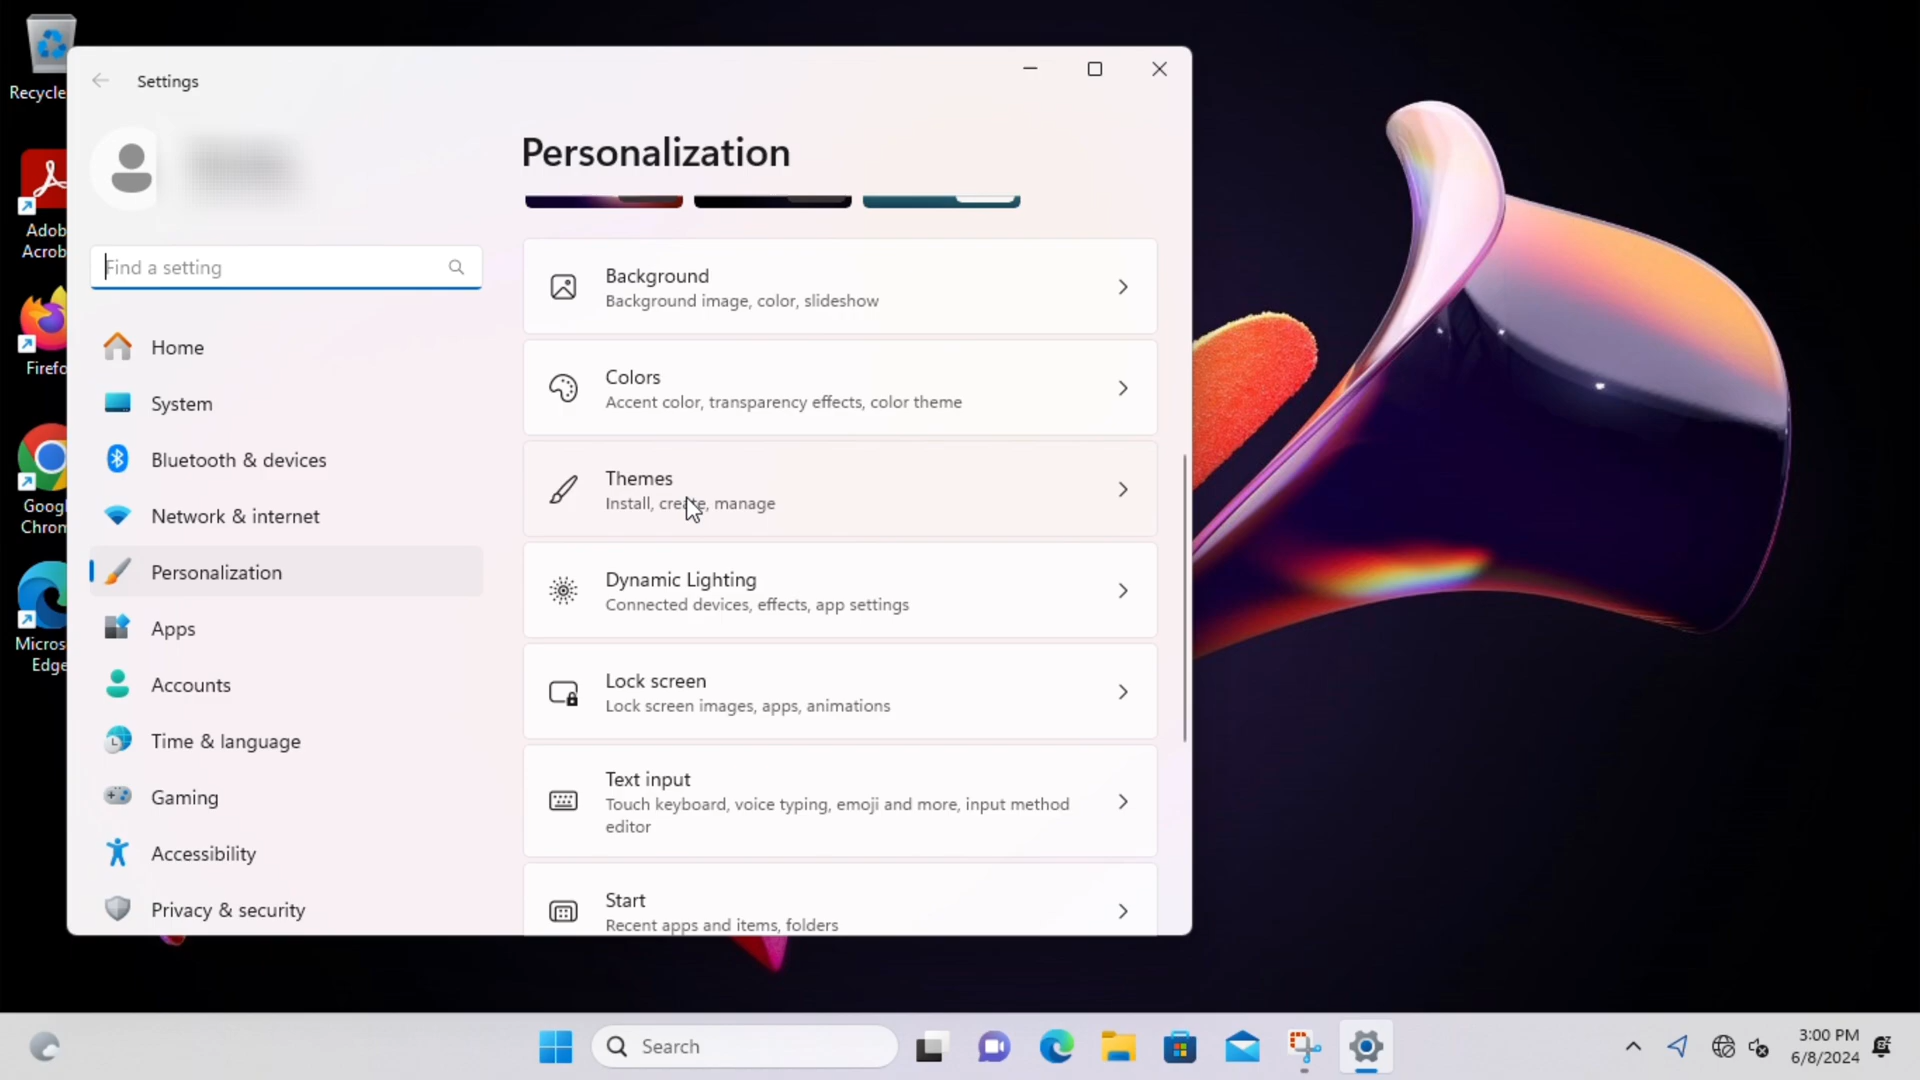 Recycle
Adob
Acrob
Firefo
Googl
Chrom
Micros
Edge
Settings
Find a setting
Home
System
Bluetooth & devices
Network & internet
Personalization
Apps
Accounts
Time & language
Gaming
Accessibility
Privacy & security
Personalization
Background
Background image, color, slideshow
Colors
Accent color, transparency effects, color theme
Themes
Install, create, manage
Dynamic Lighting
Connected devices, effects, app settings
Lock screen
Lock screen images, apps, animations
Text input
Touch keyboard, voice typing, emoji and more, input method
editor
Start
Recent apps and items, folders
Search
3:00 PM
6/8/2024